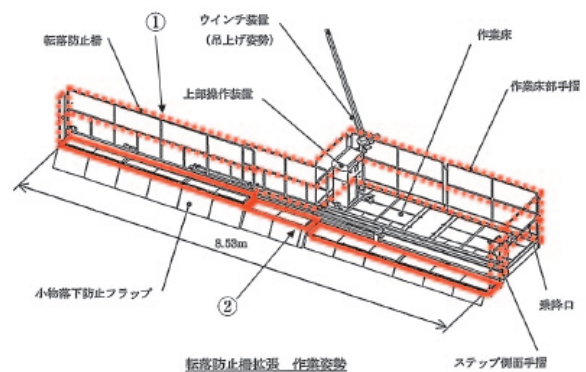 ①
ウインチ装置
(吊上げ姿勢)
作業床
転落防止柵
作業床部手摺
上部操作装置
8.53m
小物落下防止フラップ
②
乗降口
ステップ側面手摺
転落防止柵拡張 作業姿勢